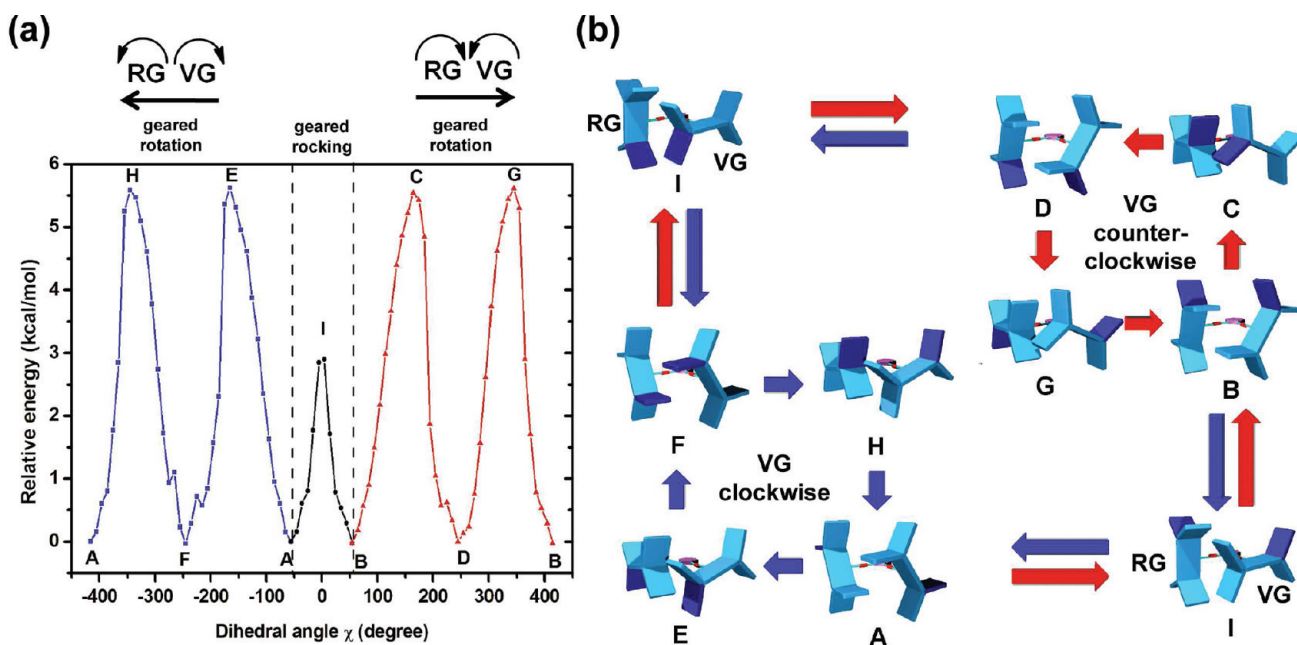 (a)
RG VG
RG VG
geared
rotation
geared
rocking
geared
rotation
Relative energy (kcal/mol)
6
5
4
3
2
1
0
H
E
I
C
G
A
F
A
B
D
B
-400 -300 -200 -100 0 100 200 300 400
Dihedral angle χ (degree)
(b)
RG
VG
I
D
C
VG
counter-
clockwise
G
B
F
H
VG
clockwise
E
A
RG
VG
I